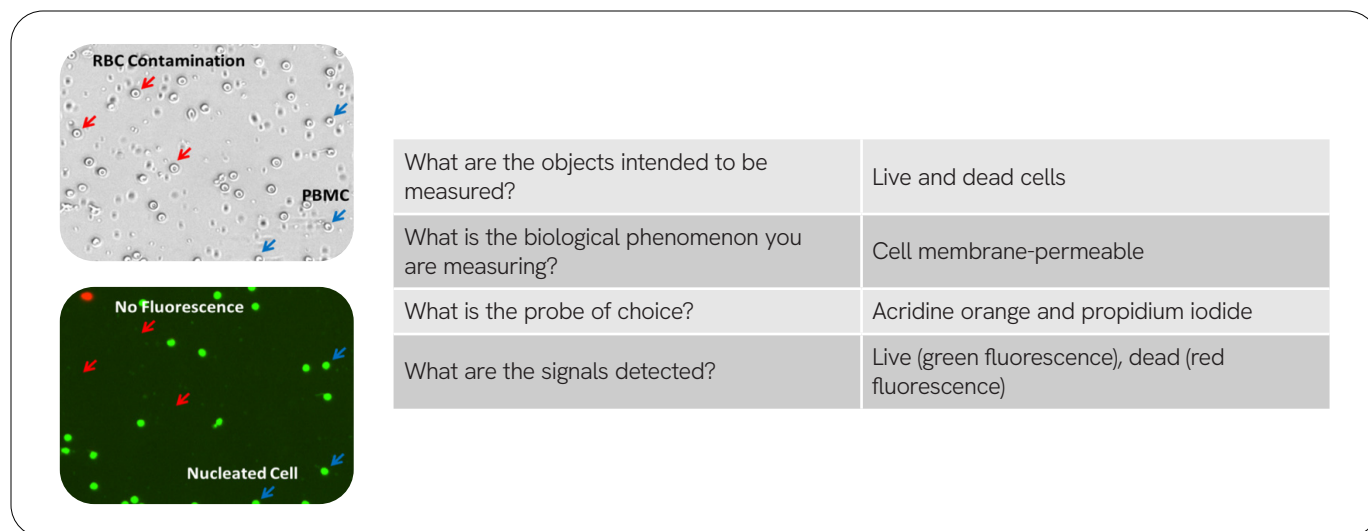 RBC Contamination
PBMC
No Fluorescence
Nucleated Cell
What are the objects intended to be
measured?
Live and dead cells
What is the biological phenomenon you
are measuring?
Cell membrane-permeable
What is the probe of choice?
Acridine orange and propidium iodide
What are the signals detected?
Live (green fluorescence), dead (red
fluorescence)